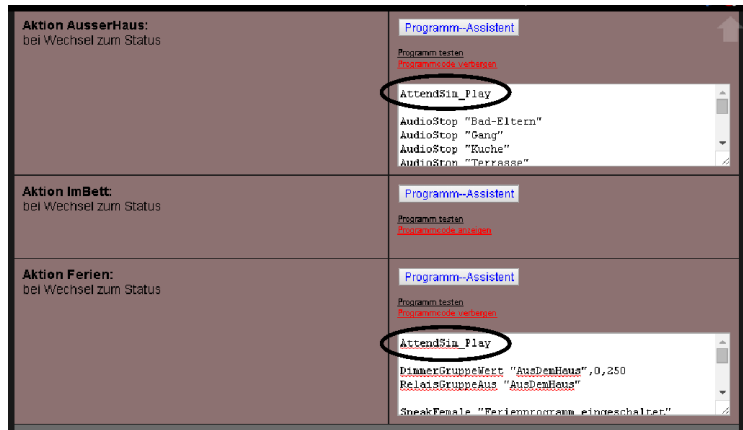 Aktion AusserHaus:
bei Wechsel zum Status
Programm--Assistent
Programm testen
Programmcode verbergen
AttendSim_Play
AudioStop "Bad-Eltern"
AudioStop "Gang"
AudioStop "Kuche"
AudioStop "Terrasse"
Aktion ImBett:
bei Wechsel zum Status
Programm--Assistent
Programm testen
Programmcode anzeigen
Aktion Ferien:
bei Wechsel zum Status
Programm--Assistent
Programm testen
Programmcode verbergen
AttendSim_Play
DimmerGruppeWert "AusDemHaus",0,250
RelaisGruppeAus "AusDemHaus"
SpeakFemale "Ferienprogramm eingeschaltet"